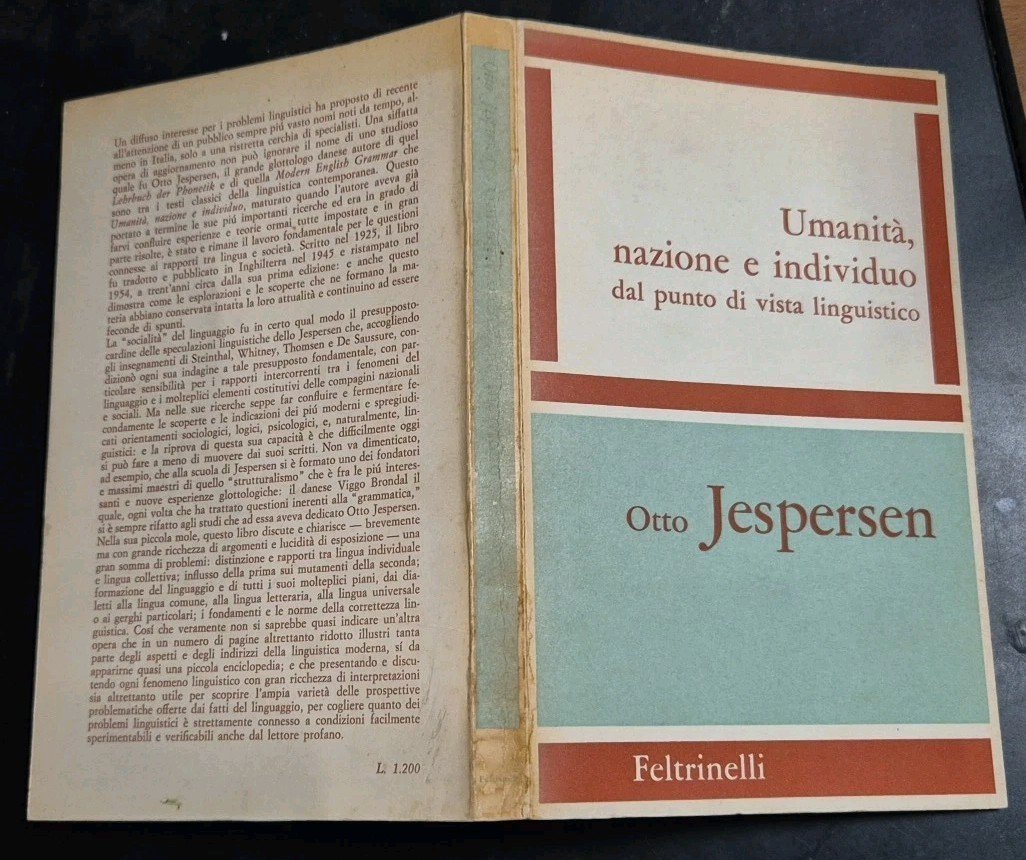 Un diffuso interesse per i problemi linguistici ha proposto di recente
all'attenzione di un pubblico sempre piú vasto nomi noti da tempo, al-
meno in Italia, solo a una ristretta cerchia di specialisti. Una siffatta
opera di aggiornamento non può ignorare il nome di uno studioso
quale fu Otto Jespersen, il grande glottologo danese autore di quel
Lehrbuch der Phonetik e di quella Modern English Grammar che
sono tra i testi classici della linguistica contemporanea. Questo
Umanità, nazione e individuo, maturato quando l'autore aveva già
portato a termine le sue piú importanti ricerche ed era in grado di
farvi confluire esperienze e teorie ormai tutte impostate e in gran
parte risolte, è stato e rimane il lavoro fondamentale per le questioni
connesse ai rapporti tra lingua e società. Scritto nel 1925, il libro
fu tradotto e pubblicato in Inghilterra nel 1945 e ristampato nel
1954, a trent'anni circa dalla sua prima edizione: e anche questo
dimostra come le esplorazioni e le scoperte che ne formano la ma-
teria abbiano conservata intatta la loro attualità e continuino ad essere
feconde di spunti.
La "socialità" del linguaggio fu in certo qual modo il presupposto-
cardine delle speculazioni linguistiche dello Jespersen che, accogliendo
gli insegnamenti di Steinthal, Whitney, Thomsen e De Saussure, con-
dizionò ogni sua indagine a tale presupposto fondamentale, con par-
ticolare sensibilità per i rapporti intercorrenti tra i fenomeni del
linguaggio e i molteplici elementi costitutivi delle compagini nazionali
e sociali. Ma nelle sue ricerche seppe far confluire e fermentare fe-
condamente le scoperte e le indicazioni dei piú moderni e spregiudi-
cati orientamenti sociologici, logici, psicologici, e, naturalmente, lin-
guistici: e la riprova di questa sua capacità è che difficilmente oggi
si può fare a meno di muovere dai suoi scritti. Non va dimenticato,
ad esempio, che alla scuola di Jespersen si è formato uno dei fondatori
e massimi maestri di quello "strutturalismo" che è fra le piú interes-
santi e nuove esperienze glottologiche: il danese Viggo Brondal il
quale, ogni volta che ha trattato questioni inerenti alla "grammatica,"
si è sempre rifatto agli studi che ad essa aveva dedicato Otto Jespersen.
Nella sua piccola mole, questo libro discute e chiarisce — brevemente
ma con grande ricchezza di argomenti e lucidità di esposizione — una
gran somma di problemi: distinzione e rapporti tra lingua individuale
e lingua collettiva; influsso della prima sui mutamenti della seconda;
formazione del linguaggio e di tutti i suoi molteplici piani, dai dia-
letti alla lingua comune, alla lingua letteraria, alla lingua universale
o ai gerghi particolari; i fondamenti e le norme della correttezza lin-
guistica. Cosí che veramente non si saprebbe quasi indicare un'altra
opera che in un numero di pagine altrettanto ridotto illustri tanta
parte degli aspetti e degli indirizzi della linguistica moderna, sí da
apparirne quasi una piccola enciclopedia; e che presentando e discu-
tendo ogni fenomeno linguistico con gran ricchezza di interpretazioni
sia altrettanto utile per scoprire l'ampia varietà delle prospettive
problematiche offerte dai fatti del linguaggio, per cogliere quanto dei
problemi linguistici è strettamente connesso a condizioni facilmente
sperimentabili e verificabili anche dal lettore profano.
L. 1.200
Umanità,
nazione e individuo
dal punto di vista linguistico
Otto Jespersen
Feltrinelli